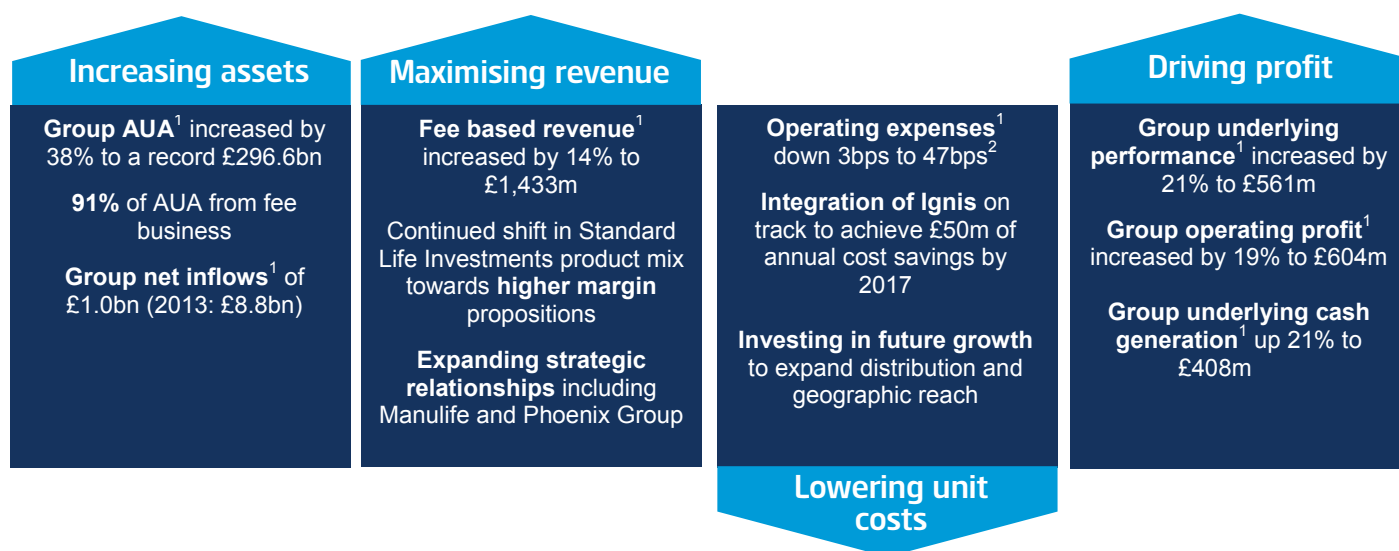 Increasing assets
Group AUA¹ increased by
38% to a record £296.6bn
91% of AUA from fee
business
Group net inflows¹ of
£1.0bn (2013: £8.8bn)
Maximising revenue
Fee based revenue¹
increased by 14% to
£1,433m
Continued shift in Standard
Life Investments product mix
towards higher margin
propositions
Expanding strategic
relationships including
Manulife and Phoenix Group
Operating expenses¹
down 3bps to 47bps²
Integration of Ignis on
track to achieve £50m of
annual cost savings by
2017
Investing in future growth
to expand distribution and
geographic reach
Lowering unit
costs
Driving profit
Group underlying
performance¹ increased by
21% to £561m
Group operating profit¹
increased by 19% to £604m
Group underlying cash
generation¹ up 21% to
£408m